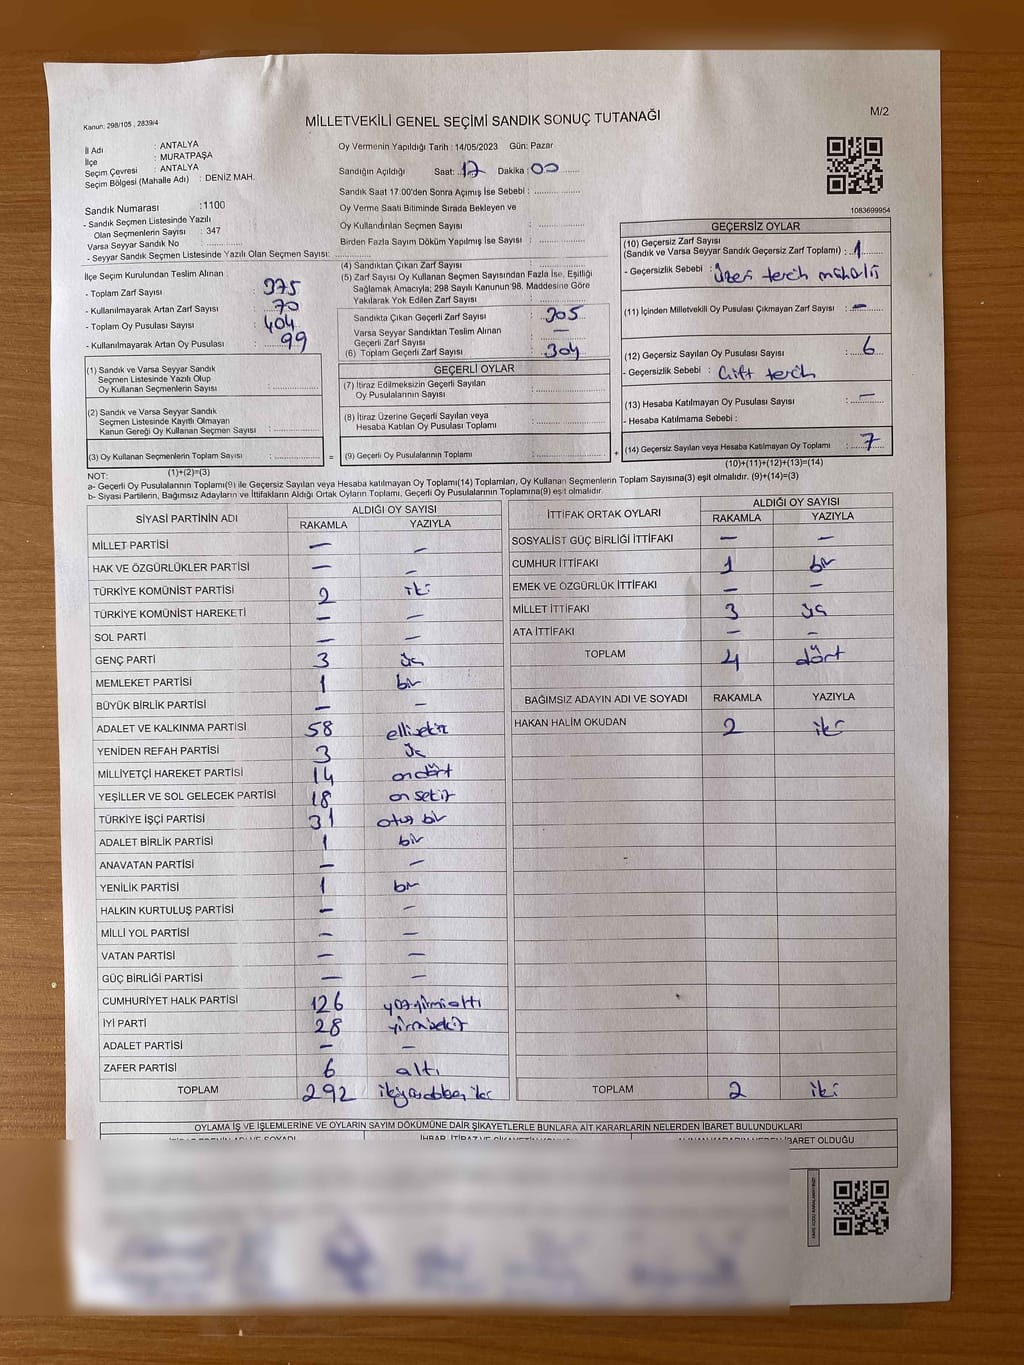 Kanun: 298/105 , 2839/4
MİLLETVEKİLİ GENEL SEÇİMİ SANDIK SONUÇ TUTANAĞI
M/2
İl Adı : ANTALYA
İlçe : MURATPAŞA
Seçim Çevresi : ANTALYA
Seçim Bölgesi (Mahalle Adı) : DENİZ MAH.
Oy Vermenin Yapıldığı Tarih : 14/05/2023 Gün: Pazar
Sandığın Açıldığı Saat: 17 Dakika : 00
Sandık Saat 17.00'den Sonra Açımış İse Sebebi :
Oy Verme Saati Bitiminde Sırada Bekleyen ve
Oy Kullandırılan Seçmen Sayısı :
Birden Fazla Sayım Döküm Yapılmış İse Sayısı :
Sandık Numarası :1100
- Sandık Seçmen Listesinde Yazılı
Olan Seçmenlerin Sayısı : 347
Varsa Seyyar Sandık No :
- Seyyar Sandık Seçmen Listesinde Yazılı Olan Seçmen Sayısı:
1083699954
İlçe Seçim Kurulundan Teslim Alınan
- Toplam Zarf Sayısı : 375
- Kullanılmayarak Artan Zarf Sayısı : 70
- Toplam Oy Pusulası Sayısı : 404
- Kullanılmayarak Artan Oy Pusulası : 99
(4) Sandıktan Çıkan Zarf Sayısı :
(5) Zarf Sayısı Oy Kullanan Seçmen Sayısından Fazla İse, Eşitliği
Sağlamak Amacıyla; 298 Sayılı Kanunun'98. Maddesine Göre
Yakılarak Yok Edilen Zarf Sayısı :
Sandıkta Çıkan Geçerli Zarf Sayısı : 305
Varsa Seyyar Sandıktan Teslim Alınan
Geçerli Zarf Sayısı : —
(6) Toplam Geçerli Zarf Sayısı : 304
GEÇERSİZ OYLAR
(10) Geçersiz Zarf Sayısı
(Sandık ve Varsa Seyyar Sandık Geçersiz Zarf Toplamı) : 1
- Geçersizlik Sebebi : üzeri terch
(11) İçinden Milletvekili Oy Pusulası Çıkmayan Zarf Sayısı : —
(12) Geçersiz Sayılan Oy Pusulası Sayısı : 6
- Geçersizlik Sebebi : Çift terch
(13) Hesaba Katılmayan Oy Pusulası Sayısı : —
- Hesaba Katılmama Sebebi :
(14) Geçersiz Sayılan veya Hesaba Katılmayan Oy Toplamı : 7
(10)+(11)+(12)+(13)=(14)
(1) Sandık ve Varsa Seyyar Sandık
Seçmen Listesinde Yazılı Olup
Oy Kullanan Seçmenlerin Sayısı :
(2) Sandık ve Varsa Seyyar Sandık
Seçmen Listesinde Kayıtlı Olmayan
Kanun Gereği Oy Kullanan Seçmen Sayısı :
(3) Oy Kullanan Seçmenlerin Toplam Sayısı : =
(1)+(2)=(3)
GEÇERLİ OYLAR
(7) İtiraz Edilmeksizin Geçerli Sayılan
Oy Pusulalarının Sayısı :
(8) İtiraz Üzerine Geçerli Sayılan veya
Hesaba Katılan Oy Pusulası Toplamı :
(9) Geçerli Oy Pusulalarının Toplamı : +
NOT:
a- Geçerli Oy Pusulalarının Toplamı(9) ile Geçersiz Sayılan veya Hesaba katılmayan Oy Toplamı(14) Toplamları, Oy Kullanan Seçmenlerin Toplam Sayısına(3) eşit olmalıdır. (9)+(14)=(3)
b- Siyasi Partilerin, Bağımsız Adayların ve İttifakların Aldığı Ortak Oyların Toplamı, Geçerli Oy Pusulalarının Toplamına(9) eşit olmalıdır.
SİYASİ PARTİNİN ADI
ALDIĞI OY SAYISI
RAKAMLA YAZIYLA
MİLLET PARTİSİ — —
HAK VE ÖZGÜRLÜKLER PARTİSİ — —
TÜRKİYE KOMÜNİST PARTİSİ 2 iki
TÜRKİYE KOMÜNİST HAREKETİ — —
SOL PARTİ — —
GENÇ PARTİ 3 üç
MEMLEKET PARTİSİ 1 bir
BÜYÜK BİRLİK PARTİSİ — —
ADALET VE KALKINMA PARTİSİ 58 ellisekiz
YENİDEN REFAH PARTİSİ 3 üç
MİLLİYETÇİ HAREKET PARTİSİ 14 ondört
YEŞİLLER VE SOL GELECEK PARTİSİ 18 onsekiz
TÜRKİYE İŞÇİ PARTİSİ 31 otuz bir
ADALET BİRLİK PARTİSİ 1 bir
ANAVATAN PARTİSİ — —
YENİLİK PARTİSİ 1 bir
HALKIN KURTULUŞ PARTİSİ — —
MİLLİ YOL PARTİSİ — —
VATAN PARTİSİ — —
GÜÇ BİRLİĞİ PARTİSİ — —
CUMHURİYET HALK PARTİSİ 126 yüzyirmialtı
İYİ PARTİ 28 yirmisekiz
ADALET PARTİSİ — —
ZAFER PARTİSİ 6 altı
TOPLAM 292 ikiyüzdoksan iki
İTTİFAK ORTAK OYLARI
ALDIĞI OY SAYISI
RAKAMLA YAZIYLA
SOSYALİST GÜÇ BİRLİĞİ İTTİFAKI — —
CUMHUR İTTİFAKI 1 bir
EMEK VE ÖZGÜRLÜK İTTİFAKI — —
MİLLET İTTİFAKI 3 üç
ATA İTTİFAKI — —
TOPLAM 4 dört
BAĞIMSIZ ADAYIN ADI VE SOYADI RAKAMLA YAZIYLA
HAKAN HALİM OKUDAN 2 iki
TOPLAM 2 iki
OYLAMA İŞ VE İŞLEMLERİNE VE OYLARIN SAYIM DÖKÜMÜNE DAİR ŞİKAYETLERLE BUNLARA AİT KARARLARIN NELERDEN İBARET BULUNDUKLARI
İBARET OLDUĞU